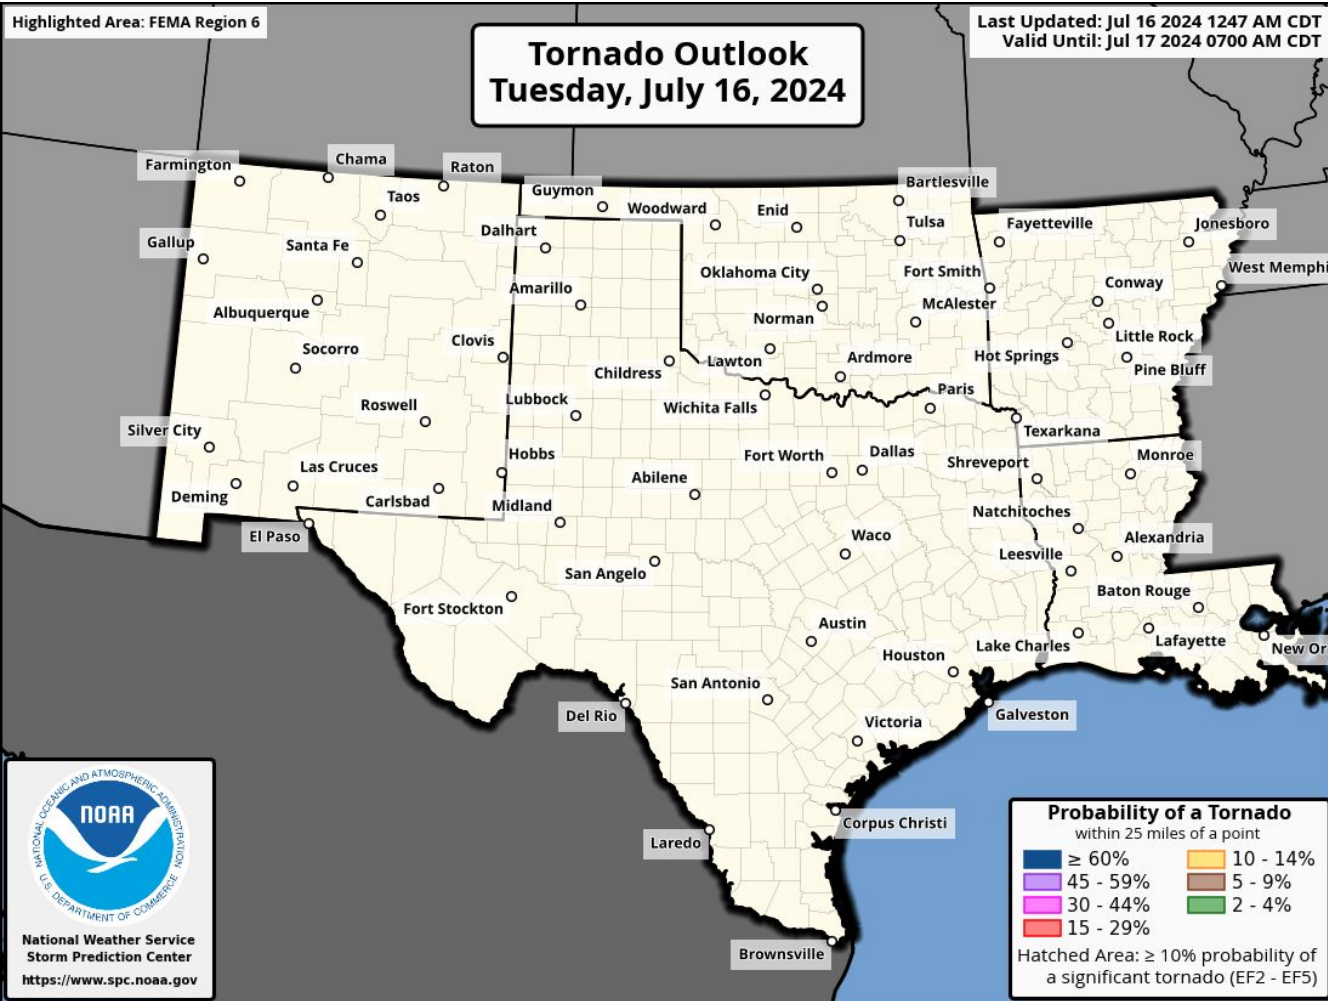 Highlighted Area: FEMA Region 6
Tornado Outlook
Tuesday, July 16, 2024
Last Updated: Jul 16 2024 1247 AM CDT
Valid Until: Jul 17 2024 0700 AM CDT
Farmington
Chama
Raton
Taos
Guymon
Woodward
Enid
Bartlesville
Tulsa
Fayetteville
Jonesboro
Gallup
Santa Fe
Dalhart
Oklahoma City
Fort Smith
West Memphi
Albuquerque
Amarillo
Norman
McAlester
Conway
Socorro
Clovis
Childress
Lawton
Ardmore
Hot Springs
Little Rock
Pine Bluff
Roswell
Lubbock
Wichita Falls
Paris
Texarkana
Silver City
Las Cruces
Hobbs
Abilene
Fort Worth
Dallas
Shreveport
Monroe
Deming
Carlsbad
Midland
Natchitoches
El Paso
San Angelo
Waco
Leesville
Alexandria
Fort Stockton
Baton Rouge
Austin
Houston
Lake Charles
Lafayette
New Or
San Antonio
Del Rio
Victoria
Galveston
Corpus Christi
Laredo
Brownsville
NATIONAL OCEANIC AND ATMOSPHERIC ADMINISTRATION
NOAA
U.S. DEPARTMENT OF COMMERCE
National Weather Service
Storm Prediction Center
https://www.spc.noaa.gov
Probability of a Tornado
within 25 miles of a point
≥ 60%
45 - 59%
30 - 44%
15 - 29%
10 - 14%
5 - 9%
2 - 4%
Hatched Area: ≥ 10% probability of
a significant tornado (EF2 - EF5)